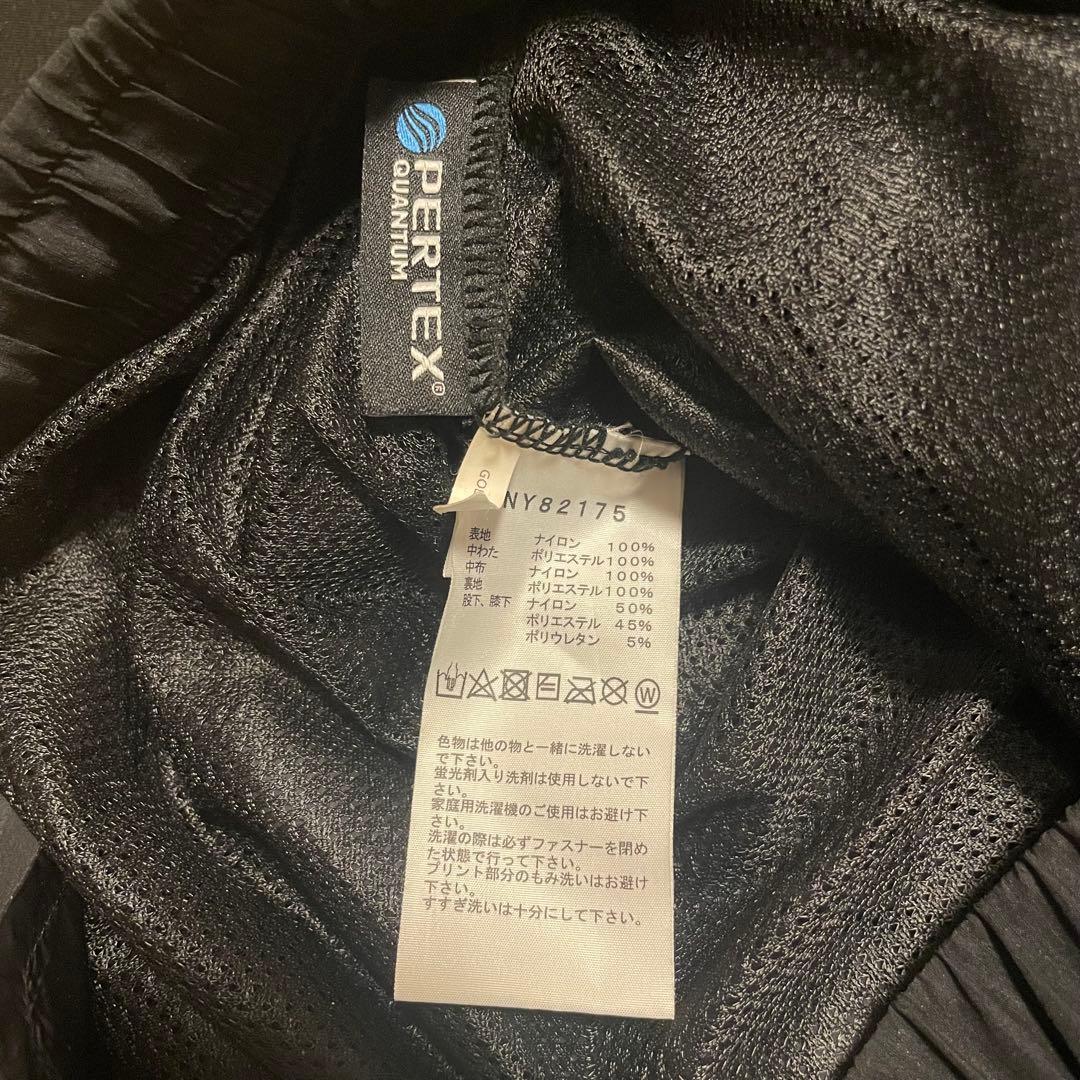 PERTEX®
QUANTUM
NY82175
表地 ナイロン 100%
中わた ポリエステル100%
中布 ナイロン 100%
裏地 ポリエステル100%
股下、膝下 ナイロン 50%
ポリエステル 45%
ポリウレタン 5%
W
色物は他の物と一緒に洗濯しない
で下さい。
蛍光剤入り洗剤は使用しないで下
さい。
家庭用洗濯機のご使用はお避け下
さい。
洗濯の際は必ずファスナーを閉め
た状態で行って下さい。
プリント部分のもみ洗いはお避け
下さい。
すすぎ洗いは十分にして下さい。